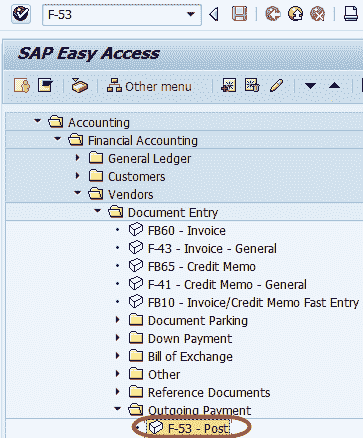 F-53
SAP Easy Access
Other menu
Accounting
Financial Accounting
General Ledger
Customers
Vendors
Document Entry
FB60 - Invoice
F-43 - Invoice - General
FB65 - Credit Memo
F-41 - Credit Memo - General
FB10 - Invoice/Credit Memo Fast Entry
Document Parking
Down Payment
Bill of Exchange
Other
Reference Documents
Outgoing Payment
F-53 - Post